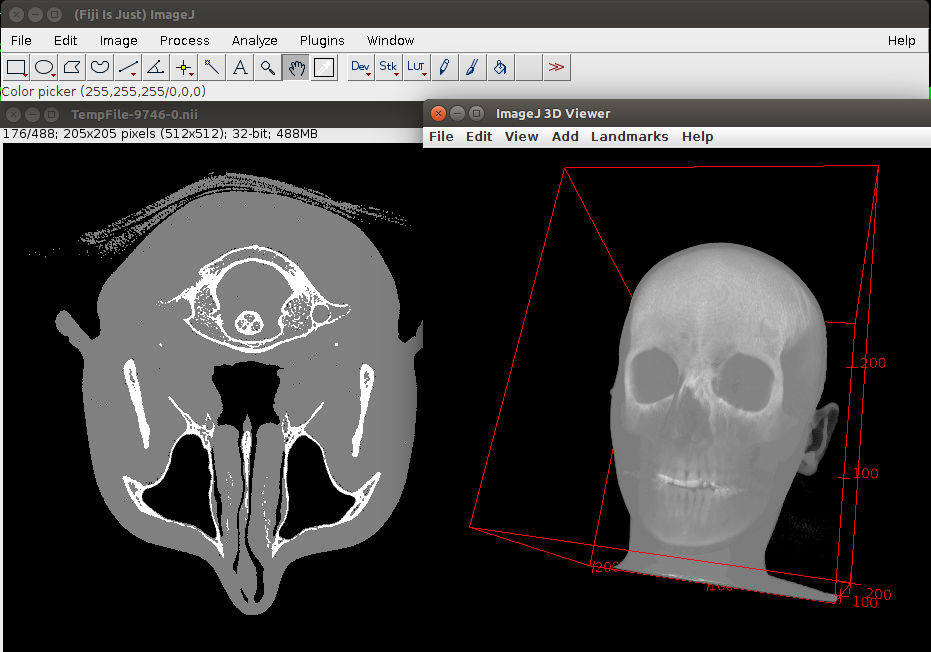 (Fiji Is Just) ImageJ
File Edit Image Process Analyze Plugins Window Help
A Dev Stk LUT >>
Color picker (255,255,255/0,0,0)
TempFile-9746-0.nii
176/488; 205x205 pixels (512x512); 32-bit; 488MB
ImageJ 3D Viewer
File Edit View Add Landmarks Help
200
100
200
200
100